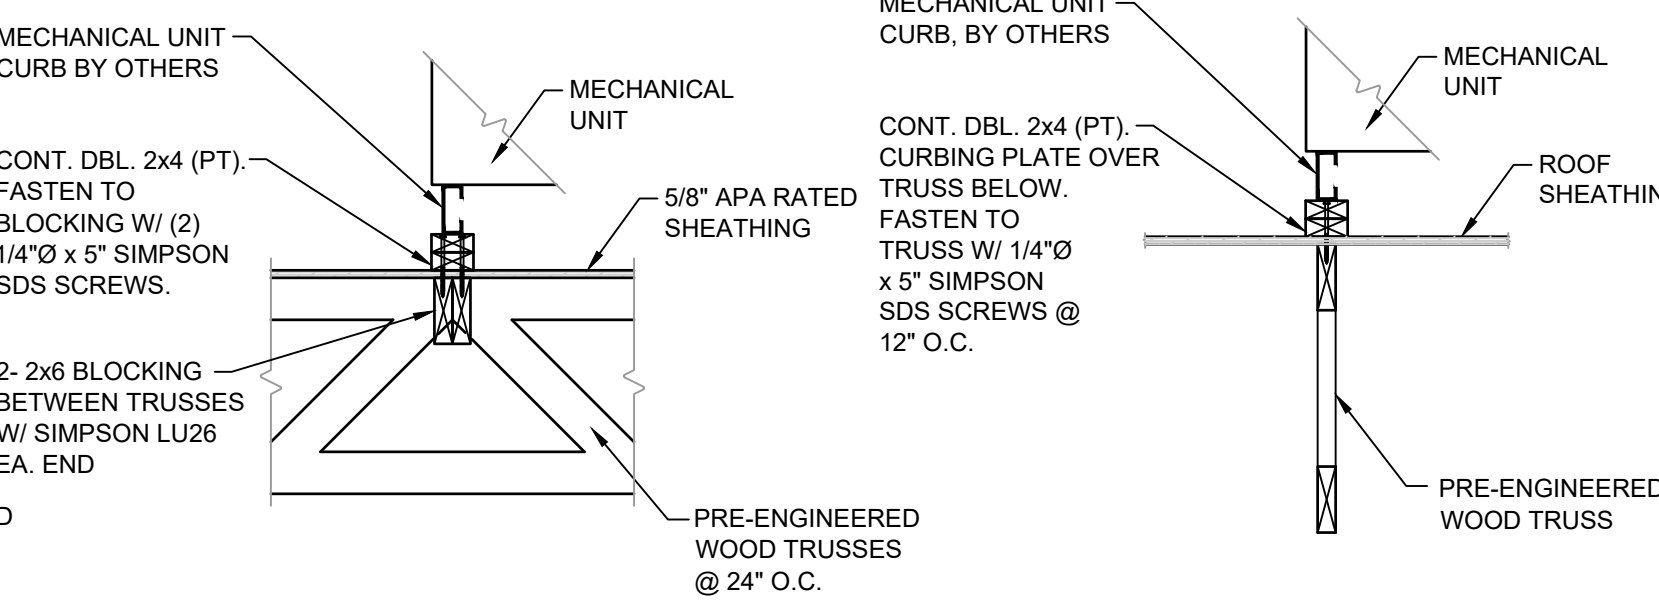 MECHANICAL UNIT
CURB BY OTHERS
MECHANICAL
UNIT
CONT. DBL. 2x4 (PT).
FASTEN TO
BLOCKING W/ (2)
1/4"Ø x 5" SIMPSON
SDS SCREWS.
5/8" APA RATED
SHEATHING
2- 2x6 BLOCKING
BETWEEN TRUSSES
W/ SIMPSON LU26
EA. END
D
PRE-ENGINEERED
WOOD TRUSSES
@ 24" O.C.
MECHANICAL UNIT
CURB, BY OTHERS
MECHANICAL
UNIT
CONT. DBL. 2x4 (PT).
CURBING PLATE OVER
TRUSS BELOW.
FASTEN TO
TRUSS W/ 1/4"Ø
x 5" SIMPSON
SDS SCREWS @
12" O.C.
ROOF
SHEATHIN
PRE-ENGINEERED
WOOD TRUSS